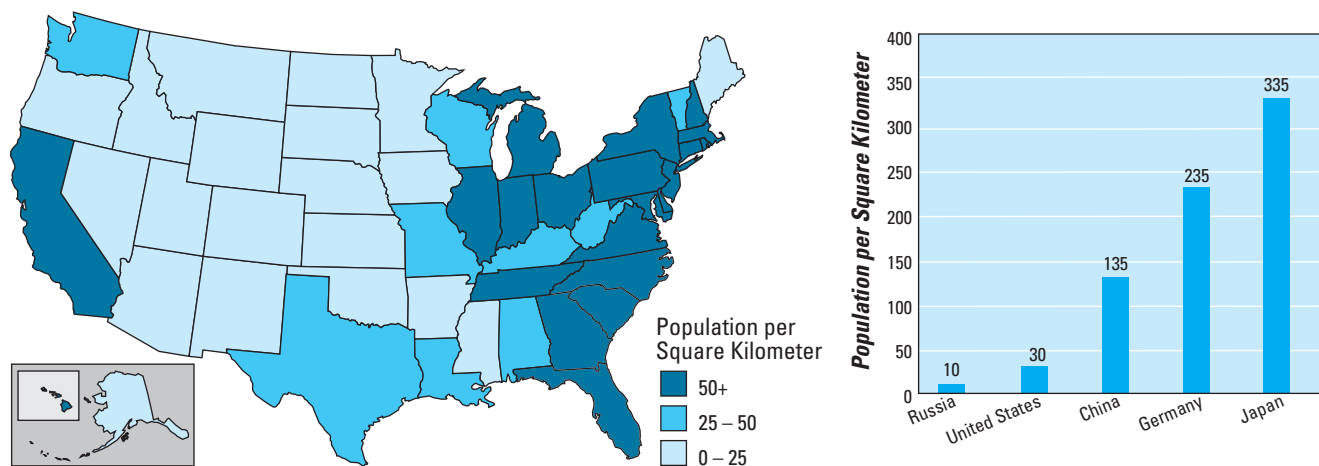 Population per
Square Kilometer
50+
25 – 50
0 – 25
Population per Square Kilometer
400
350
300
250
200
150
100
50
0
10
30
135
235
335
Russia
United States
China
Germany
Japan